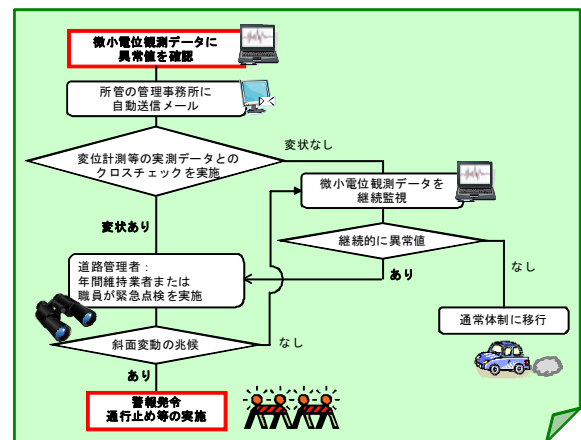 微小電位観測データに
異常値を確認
所管の管理事務所に
自動送信メール
変位計測等の実測データとの
クロスチェックを実施
変状なし
微小電位観測データを
継続監視
変状あり
継続的に異常値
あり
なし
道路管理者：
年間維持業者または
職員が緊急点検を実施
通常体制に移行
斜面変動の兆候
なし
あり
警報発令
通行止め等の実施